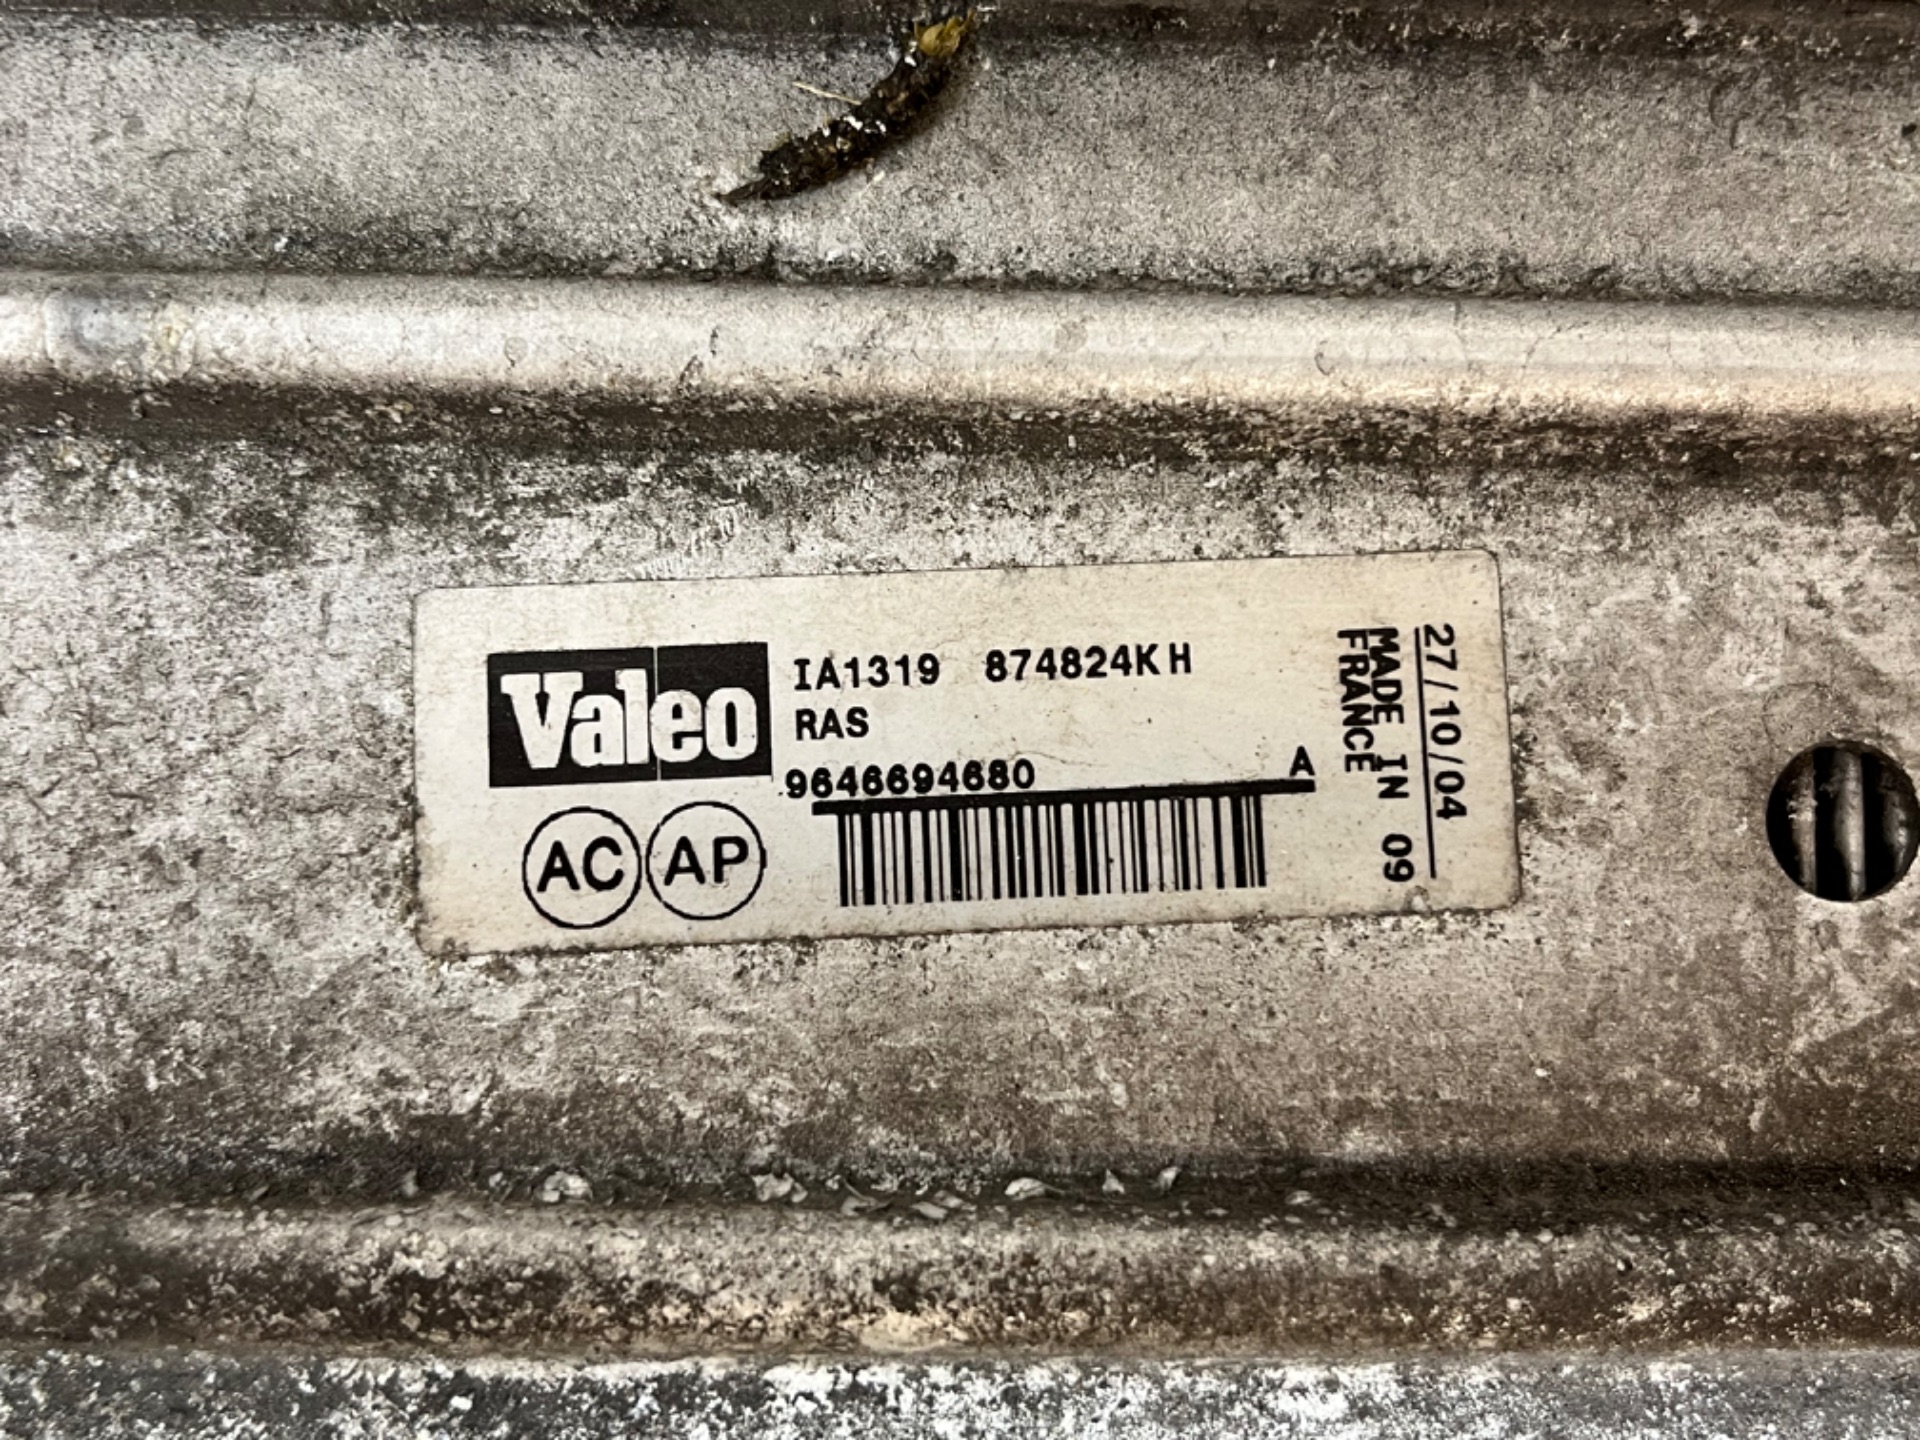 Valeo
IA1319 874824K H
RAS
9646694680 A
AC AP
27/10/04
MADE IN 09
FRANCE